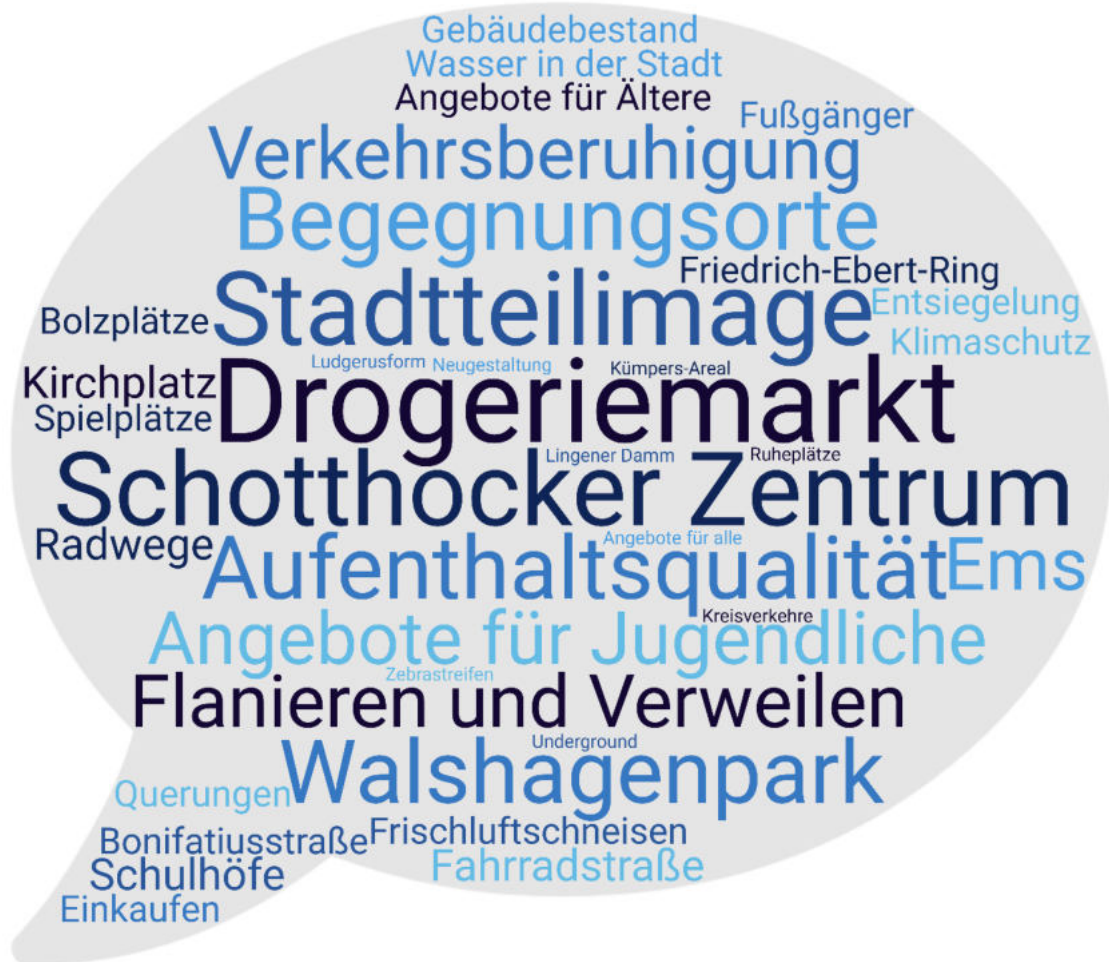 Gebäudebestand
Wasser in der Stadt
Angebote für Ältere
Fußgänger
Verkehrsberuhigung
Begegnungsorte
Friedrich-Ebert-Ring
Stadtteilimage
Entsiegelung
Bolzplätze
Klimaschutz
Ludgerusform
Neugestaltung
Kümpers-Areal
Kirchplatz
Drogeriemarkt
Spielplätze
Lingener Damm
Ruheplätze
Schotthocker Zentrum
Radwege
Angebote für alle
Aufenthaltsqualität
Ems
Kreisverkehre
Angebote für Jugendliche
Zebrastreifen
Flanieren und Verweilen
Underground
Walshagenpark
Querungen
Bonifatiusstraße
Frischluftschneisen
Schulhöfe
Fahrradstraße
Einkaufen